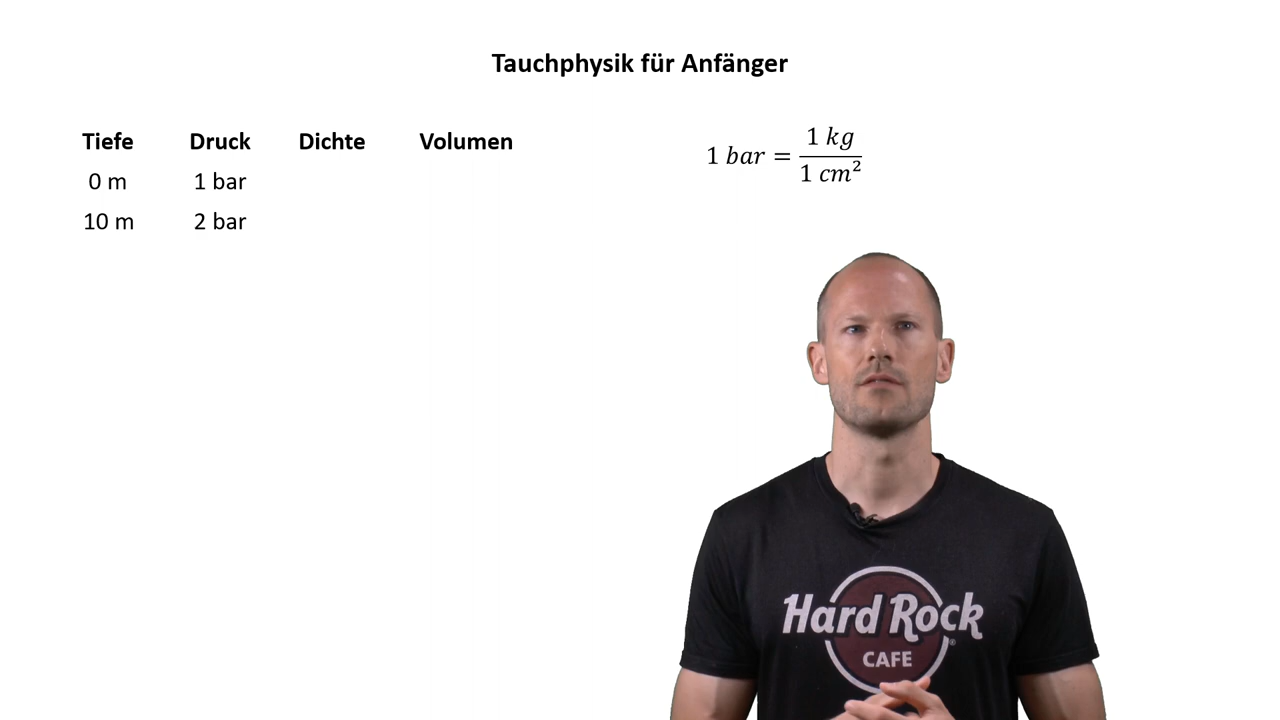 Tauchphysik für Anfänger
Tiefe Druck Dichte Volumen
0 m 1 bar
10 m 2 bar
1 bar = 1 kg / 1 cm²
Hard Rock
CAFE